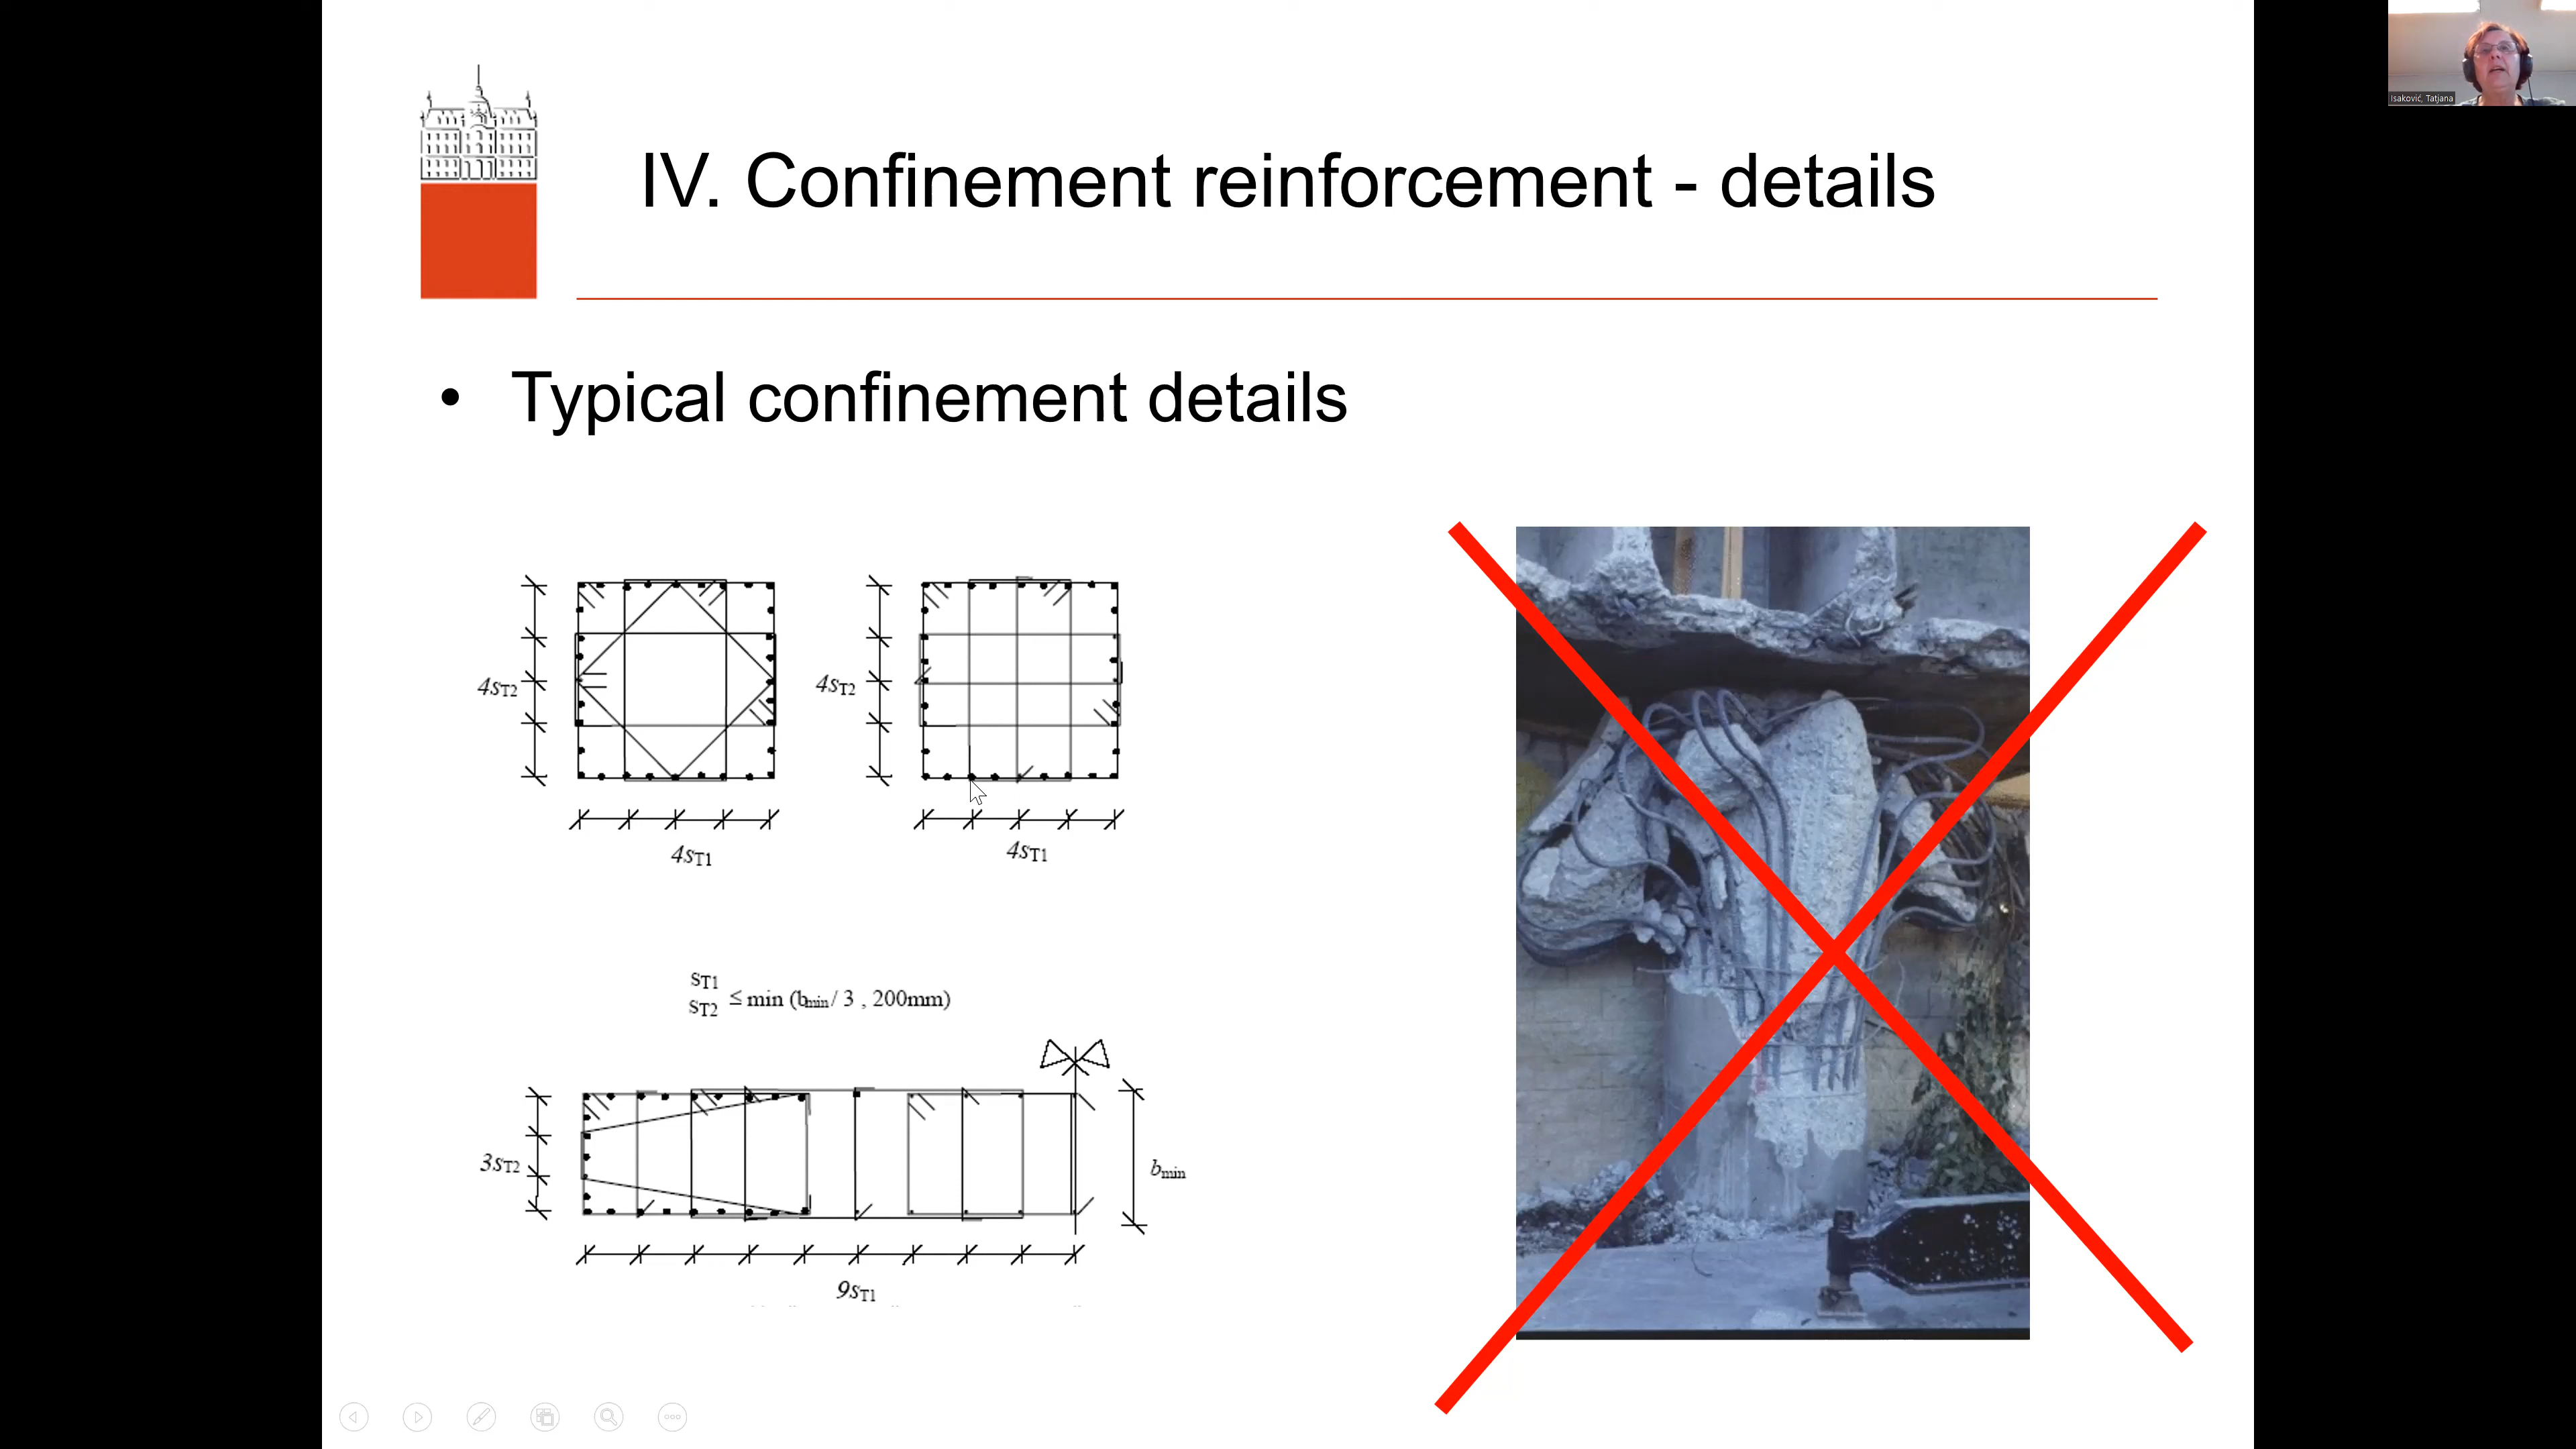 Isaković, Tatjana
IV. Confinement reinforcement - details
• Typical confinement details
4sT2
4sT2
4sT1
4sT1
sT1
sT2
≤ min (bmin / 3 , 200mm)
3sT2
bmin
9sT1